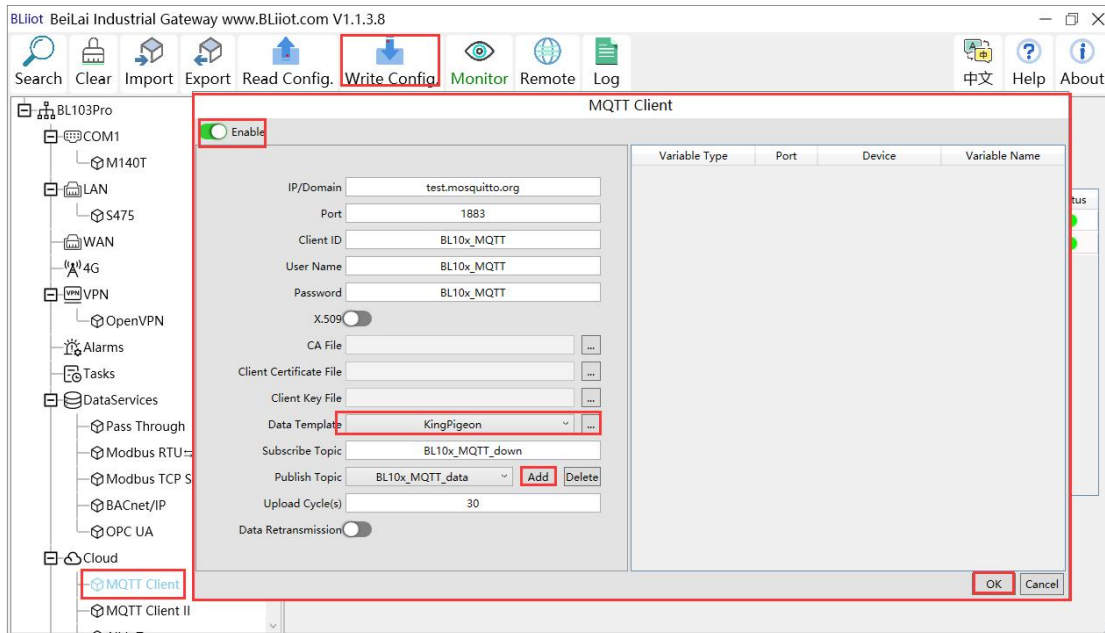 BLiiot BeiLai Industrial Gateway www.BLiiot.com V1.1.3.8
Search Clear Import Export Read Config. Write Config. Monitor Remote Log 中文 Help About
BL103Pro
COM1
M140T
LAN
S475
WAN
4G
VPN VPN
OpenVPN
Alarms
Tasks
DataServices
Pass Through
Modbus RTU
Modbus TCP S
BACnet/IP
OPC UA
Cloud
MQTT Client
MQTT Client II
MQTT Client
Enable
IP/Domain test.mosquitto.org
Port 1883
Client ID BL10x_MQTT
User Name BL10x_MQTT
Password BL10x_MQTT
X.509
CA File ...
Client Certificate File ...
Client Key File ...
Data Template KingPigeon ...
Subscribe Topic BL10x_MQTT_down
Publish Topic BL10x_MQTT_data Add Delete
Upload Cycle(s) 30
Data Retransmission
Variable Type Port Device Variable Name
tus
OK Cancel